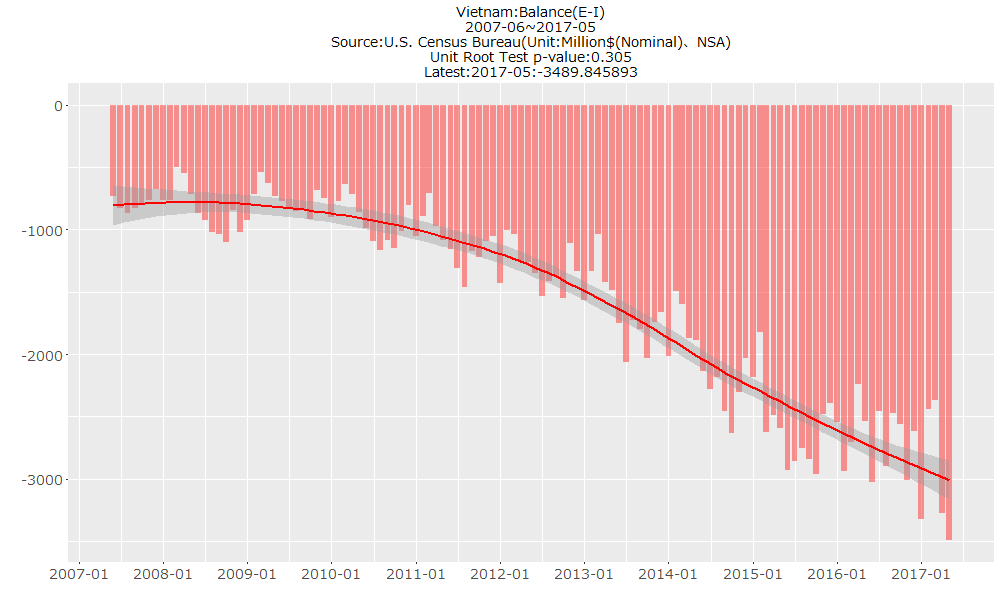 Vietnam:Balance(E-I)
2007-06~2017-05
Source:U.S. Census Bureau(Unit:Million$(Nominal)、NSA)
Unit Root Test p-value:0.305
Latest:2017-05:-3489.845893
0
-1000
-2000
-3000
2007-01 2008-01 2009-01 2010-01 2011-01 2012-01 2013-01 2014-01 2015-01 2016-01 2017-01